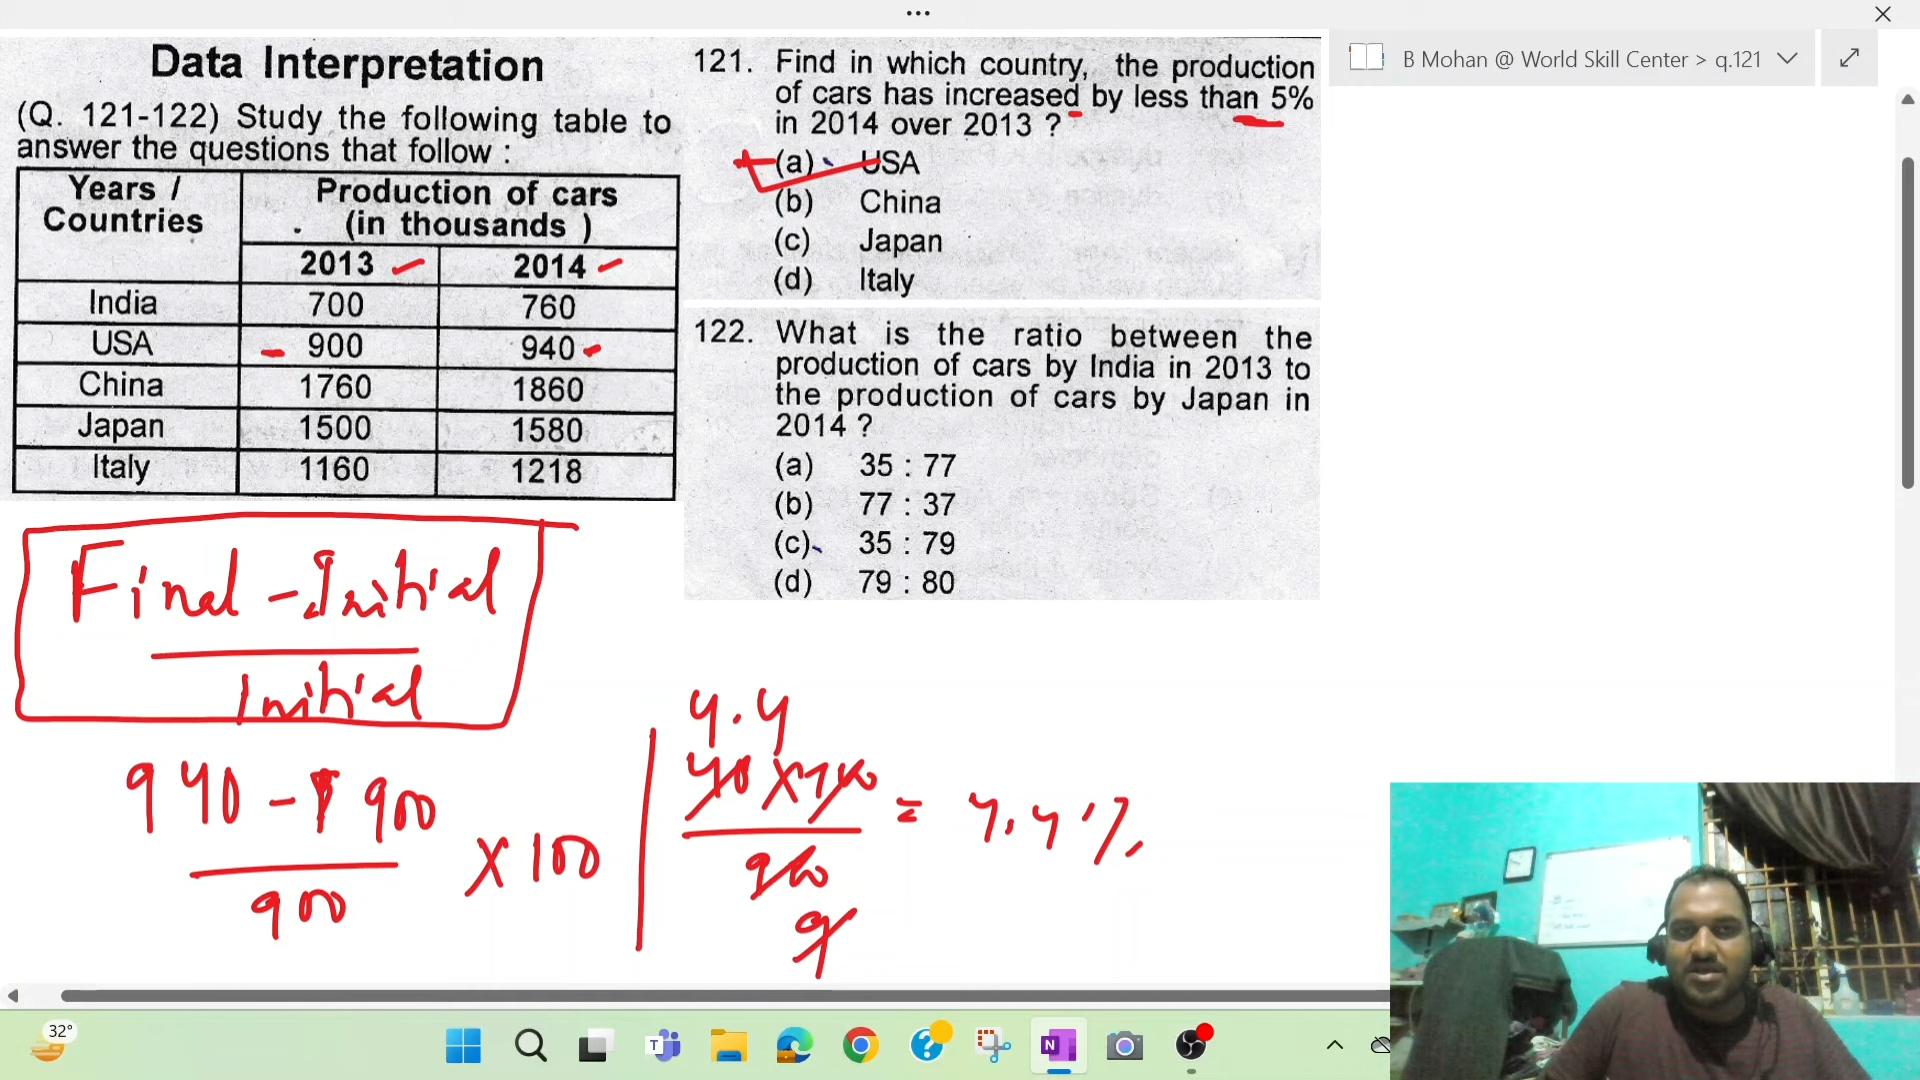 B Mohan @ World Skill Center > q.121
Data Interpretation
(Q. 121-122) Study the following table to
answer the questions that follow :
Years / Countries
Production of cars
(in thousands )
2013 2014
India 700 760
USA 900 940
China 1760 1860
Japan 1500 1580
Italy 1160 1218
121. Find in which country, the production
of cars has increased by less than 5%
in 2014 over 2013 ?
(a) USA
(b) China
(c) Japan
(d) Italy
122. What is the ratio between the
production of cars by India in 2013 to
the production of cars by Japan in
2014 ?
(a) 35 : 77
(b) 77 : 37
(c) 35 : 79
(d) 79 : 80
Final - Initial
Initial
940 - 900
900
X 100
4.4
40 X 100
900
9
= 4.4%
32°